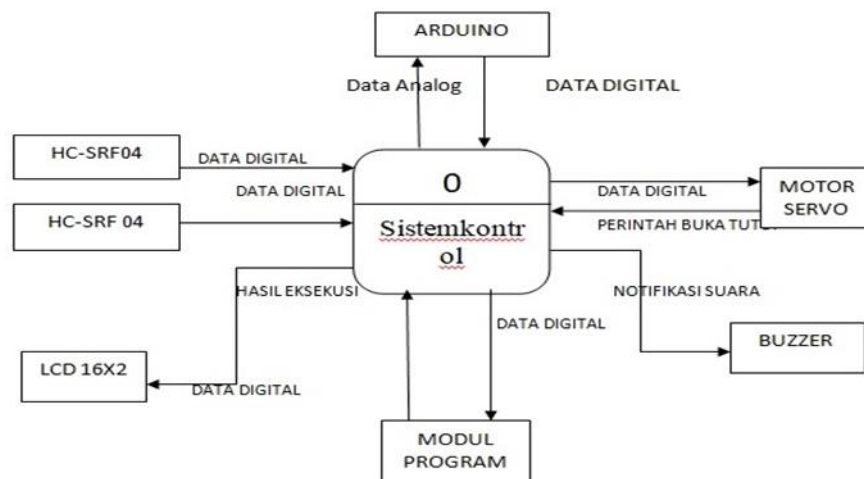 ARDUINO
Data Analog
DATA DIGITAL
HC-SRF04
DATA DIGITAL
DATA DIGITAL
HC-SRF 04
0
Sistemkontr
ol
DATA DIGITAL
MOTOR
SERVO
PERINTAH BUKA TUTU
HASIL EKSEKUSI
NOTIFIKASI SUARA
DATA DIGITAL
BUZZER
LCD 16X2
DATA DIGITAL
MODUL
PROGRAM